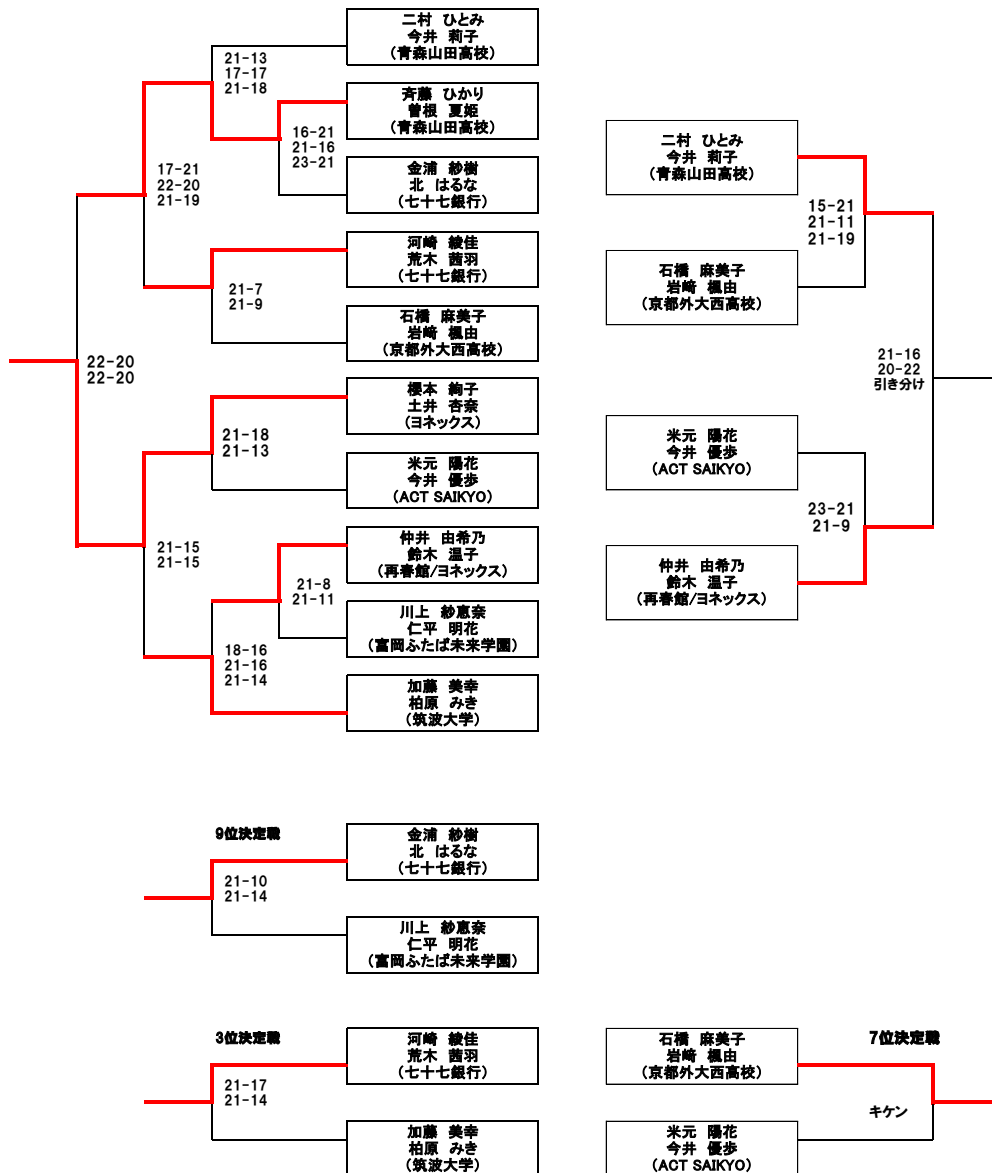 二村 ひとみ
今井 莉子
(青森山田高校)
21-13
17-17
21-18
斉藤 ひかり
曽根 夏姫
(青森山田高校)
16-21
21-16
23-21
金浦 紗樹
北 はるな
(七十七銀行)
17-21
22-20
21-19
河崎 綾佳
荒木 茜羽
(七十七銀行)
21-7
21-9
石橋 麻美子
岩﨑 楓由
(京都外大西高校)
22-20
22-20
櫻本 絢子
土井 杏奈
(ヨネックス)
21-18
21-13
米元 陽花
今井 優歩
(ACT SAIKYO)
21-15
21-15
仲井 由希乃
鈴木 温子
(再春館/ヨネックス)
21-8
21-11
川上 紗恵奈
仁平 明花
(富岡ふたば未来学園)
18-16
21-16
21-14
加藤 美幸
柏原 みき
(筑波大学)
二村 ひとみ
今井 莉子
(青森山田高校)
15-21
21-11
21-19
石橋 麻美子
岩﨑 楓由
(京都外大西高校)
21-16
20-22
引き分け
米元 陽花
今井 優歩
(ACT SAIKYO)
23-21
21-9
仲井 由希乃
鈴木 温子
(再春館/ヨネックス)
9位決定戦
金浦 紗樹
北 はるな
(七十七銀行)
21-10
21-14
川上 紗恵奈
仁平 明花
(富岡ふたば未来学園)
3位決定戦
河崎 綾佳
荒木 茜羽
(七十七銀行)
21-17
21-14
加藤 美幸
柏原 みき
(筑波大学)
7位決定戦
石橋 麻美子
岩﨑 楓由
(京都外大西高校)
キケン
米元 陽花
今井 優歩
(ACT SAIKYO)